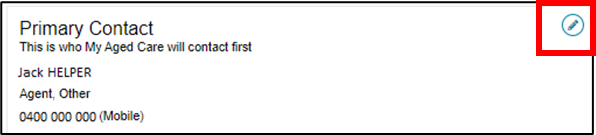 Primary Contact
This is who My Aged Care will contact first
Jack HELPER
Agent, Other
0400 000 000 (Mobile)